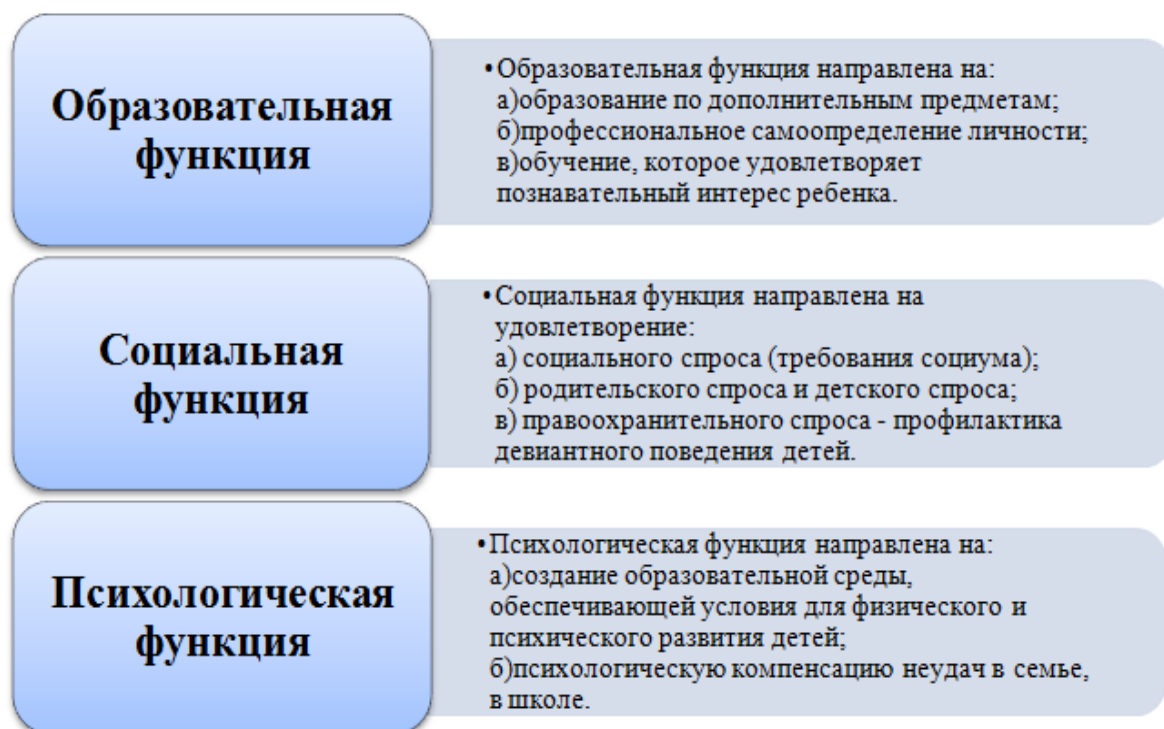 Образовательная
функция
•Образовательная функция направлена на:
а)образование по дополнительным предметам;
б)профессиональное самоопределение личности;
в)обучение, которое удовлетворяет
познавательный интерес ребенка.
Социальная
функция
•Социальная функция направлена на
удовлетворение:
а) социального спроса (требования социума);
б) родительского спроса и детского спроса;
в) правоохранительного спроса - профилактика
девиантного поведения детей.
Психологическая
функция
•Психологическая функция направлена на:
а)создание образовательной среды,
обеспечивающей условия для физического и
психического развития детей;
б)психологическую компенсацию неудач в семье,
в школе.